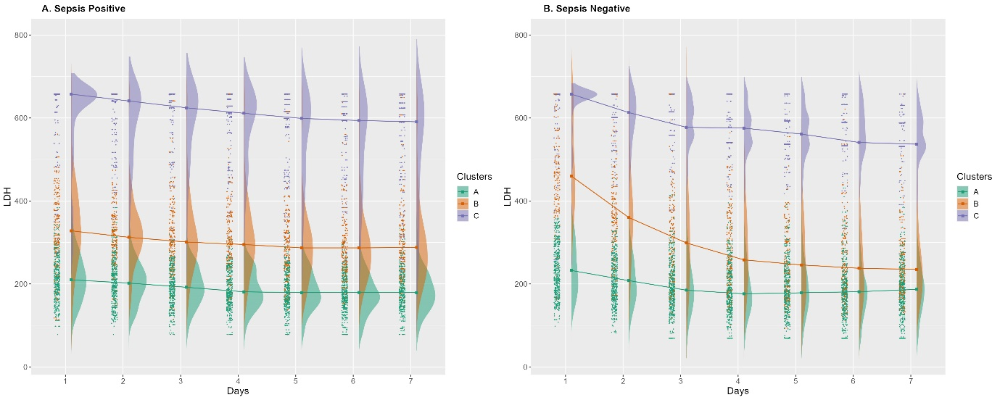 A. Sepsis Positive
800
600
400
200
0
LDH
1 2 3 4 5 6 7
Days
Clusters
A
B
C
B. Sepsis Negative
800
600
400
200
0
LDH
1 2 3 4 5 6 7
Days
Clusters
A
B
C